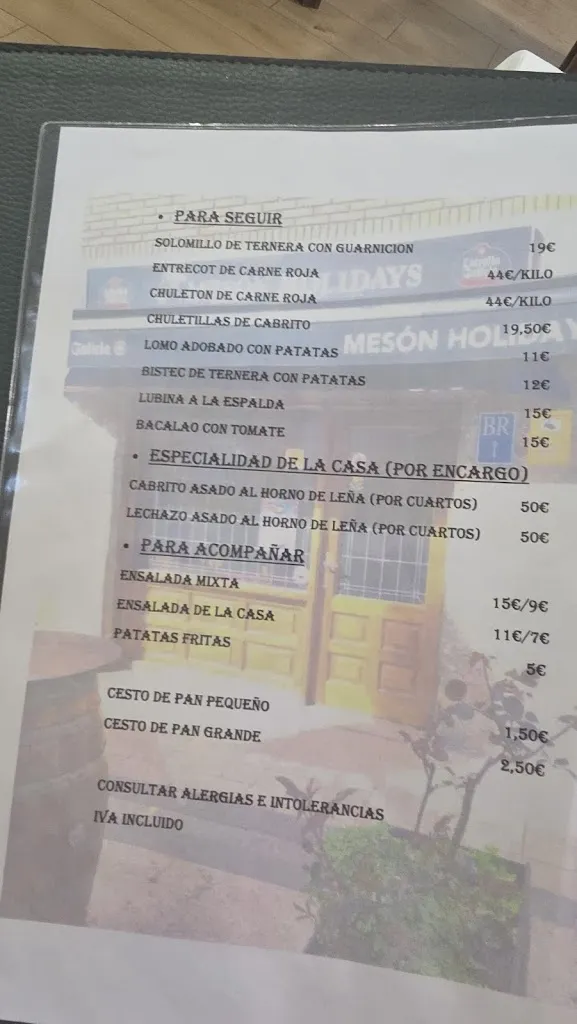 • PARA SEGUIR
SOLOMILLO DE TERNERA CON GUARNICION 19€
ENTRECOT DE CARNE ROJA 44€/KILO
CHULETON DE CARNE ROJA 44€/KILO
CHULETILLAS DE CABRITO 19,50€
LOMO ADOBADO CON PATATAS 11€
BISTEC DE TERNERA CON PATATAS 12€
LUBINA A LA ESPALDA 15€
BACALAO CON TOMATE 15€
• ESPECIALIDAD DE LA CASA (POR ENCARGO)
CABRITO ASADO AL HORNO DE LEÑA (POR CUARTOS) 50€
LECHAZO ASADO AL HORNO DE LEÑA (POR CUARTOS) 50€
• PARA ACOMPAÑAR
ENSALADA MIXTA 15€/9€
ENSALADA DE LA CASA 11€/7€
PATATAS FRITAS 5€
CESTO DE PAN PEQUEÑO 1,50€
CESTO DE PAN GRANDE 2,50€
CONSULTAR ALERGIAS E INTOLERANCIAS
IVA INCLUIDO
HOLIDAYS
MESÓN HOLIDAY
BR